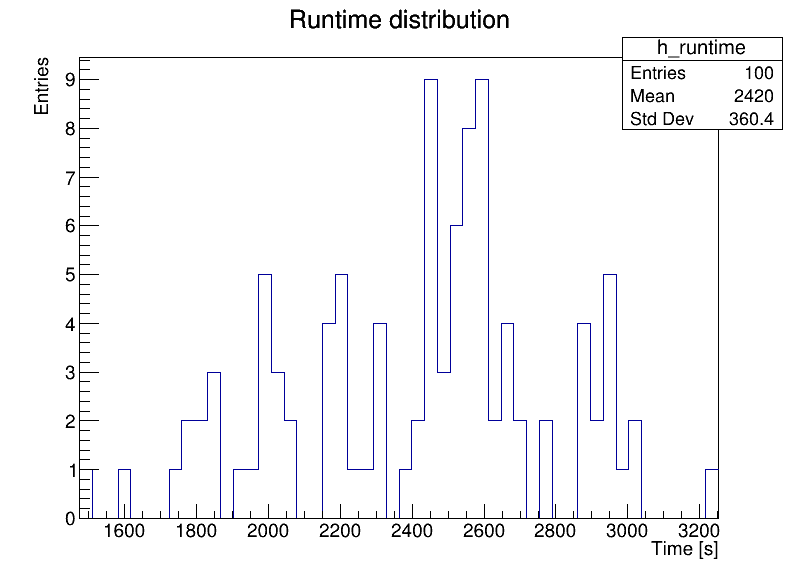 Runtime distribution
h_runtime
Entries 100
Mean 2420
Std Dev 360.4
Entries
9
8
7
6
5
4
3
2
1
0
1600 1800 2000 2200 2400 2600 2800 3000 3200
Time [s]